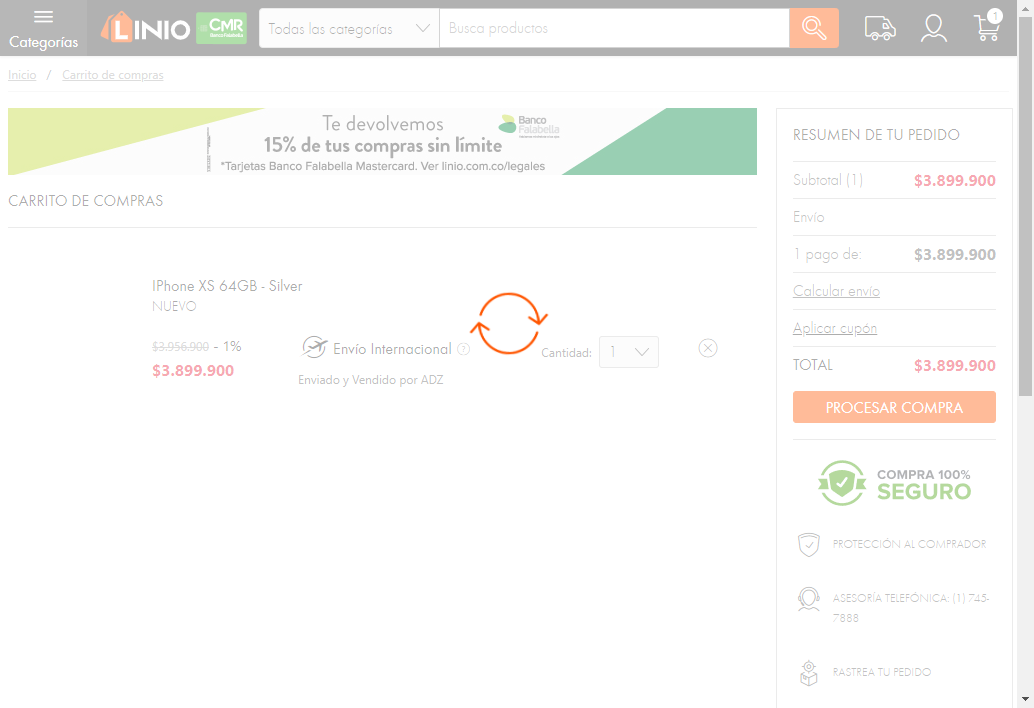 Categorías
LINIO
CMR
Banco Falabella
Todas las categorías
Busca productos
1
Inicio / Carrito de compras
Te devolvemos
15% de tus compras sin límite
*Tarjetas Banco Falabella Mastercard. Ver linio.com.co/legales
Banco
Falabella
CARRITO DE COMPRAS
IPhone XS 64GB - Silver
NUEVO
$3.956.900 - 1%
$3.899.900
Envío Internacional ?
Enviado y Vendido por ADZ
Cantidad: 1
RESUMEN DE TU PEDIDO
Subtotal (1) $3.899.900
Envío
1 pago de: $3.899.900
Calcular envío
Aplicar cupón
TOTAL $3.899.900
PROCESAR COMPRA
COMPRA 100%
SEGURO
PROTECCIÓN AL COMPRADOR
ASESORÍA TELEFÓNICA: (1) 745-
7888
RASTREA TU PEDIDO